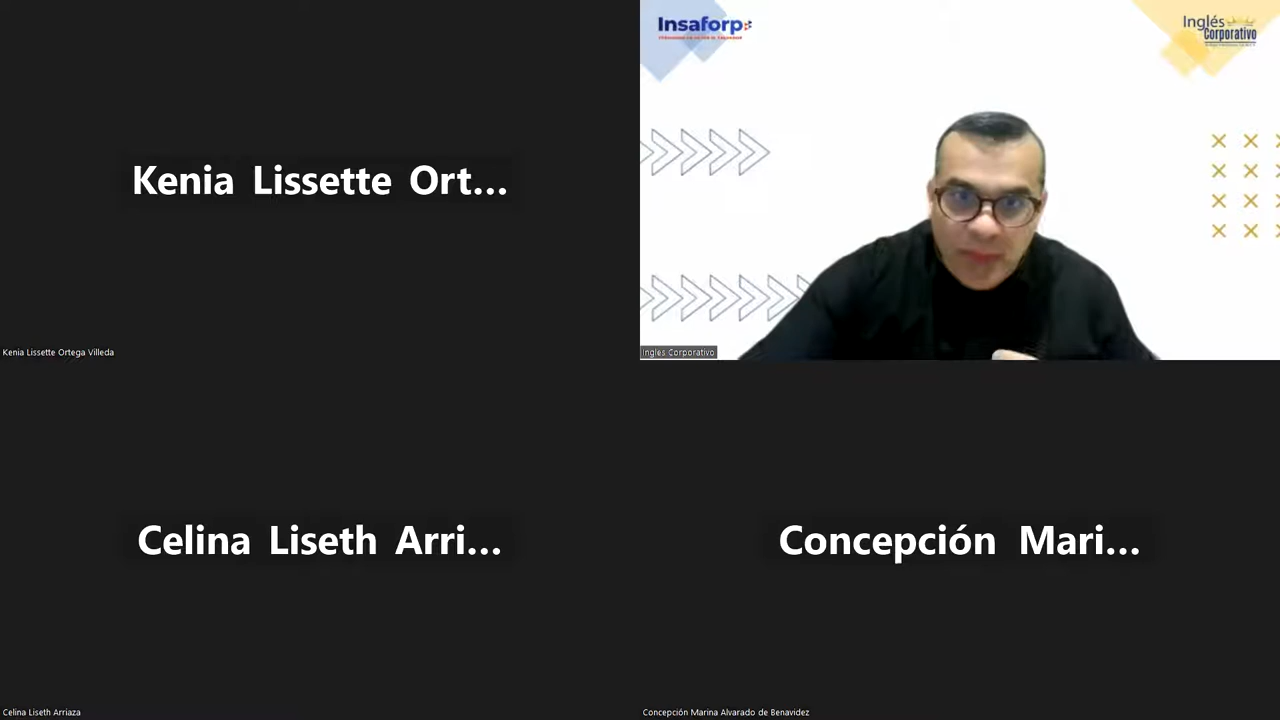 Kenia Lissette Ort...
Kenia Lissette Ortega Villeda
Insaforp
Inglés
Corporativo
Ingles Corporativo
Celina Liseth Arri...
Celina Liseth Arriaza
Concepción Mari...
Concepción Marina Alvarado de Benavidez